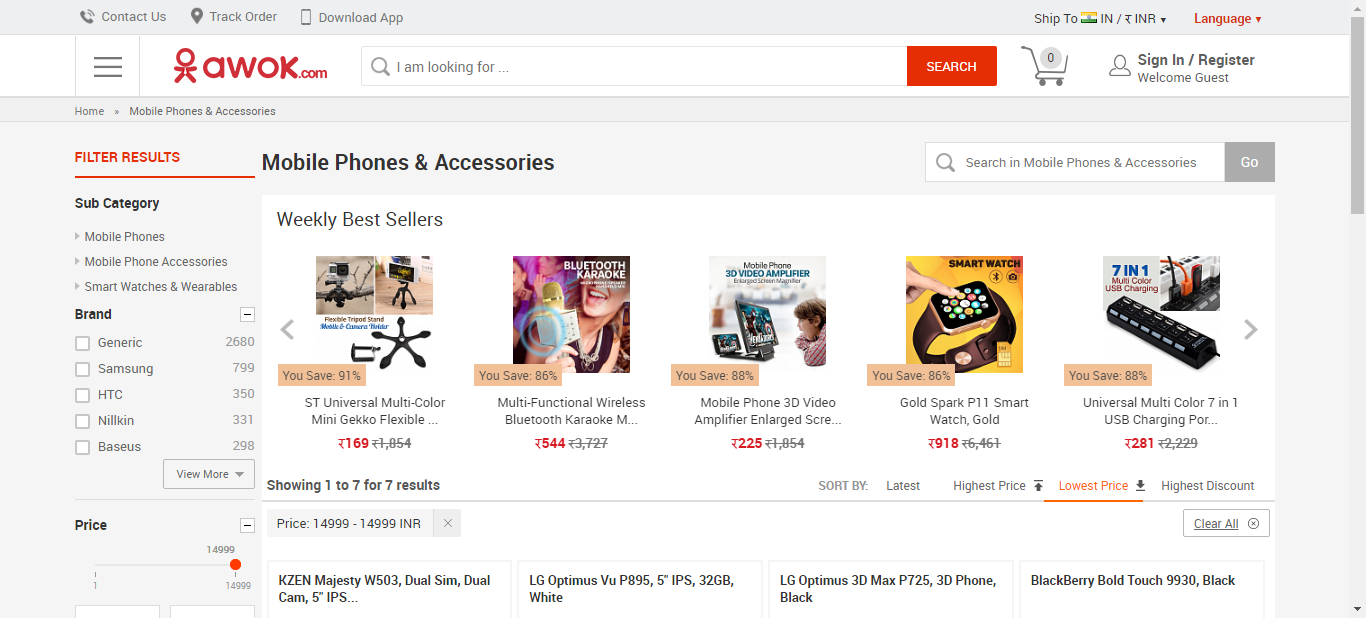 Contact Us
Track Order
Download App
Ship To IN / ₹ INR
Language
awok.com
I am looking for ...
SEARCH
0
Sign In / Register
Welcome Guest
Home » Mobile Phones & Accessories
FILTER RESULTS
Sub Category
Mobile Phones
Mobile Phone Accessories
Smart Watches & Wearables
Brand
Generic 2680
Samsung 799
HTC 350
Nillkin 331
Baseus 298
View More
Price
14999
1
14999
Mobile Phones & Accessories
Search in Mobile Phones & Accessories
Go
Weekly Best Sellers
Flexible Tripod Stand
Mobile & Camera Holder
You Save: 91%
ST Universal Multi-Color
Mini Gekko Flexible ...
₹169 ₹1,854
BLUETOOTH
KARAOKE
You Save: 86%
Multi-Functional Wireless
Bluetooth Karaoke M...
₹544 ₹3,727
Mobile Phone
3D VIDEO AMPLIFIER
Enlarged Screen Magnifier
You Save: 88%
Mobile Phone 3D Video
Amplifier Enlarged Scre...
₹225 ₹1,854
SMART WATCH
You Save: 86%
Gold Spark P11 Smart
Watch, Gold
₹918 ₹6,461
7 IN 1
Multi Color
USB Charging
You Save: 88%
Universal Multi Color 7 in 1
USB Charging Por...
₹281 ₹2,229
Showing 1 to 7 for 7 results
SORT BY: Latest Highest Price Lowest Price Highest Discount
Price: 14999 - 14999 INR
Clear All
KZEN Majesty W503, Dual Sim, Dual
Cam, 5" IPS...
LG Optimus Vu P895, 5" IPS, 32GB,
White
LG Optimus 3D Max P725, 3D Phone,
Black
BlackBerry Bold Touch 9930, Black